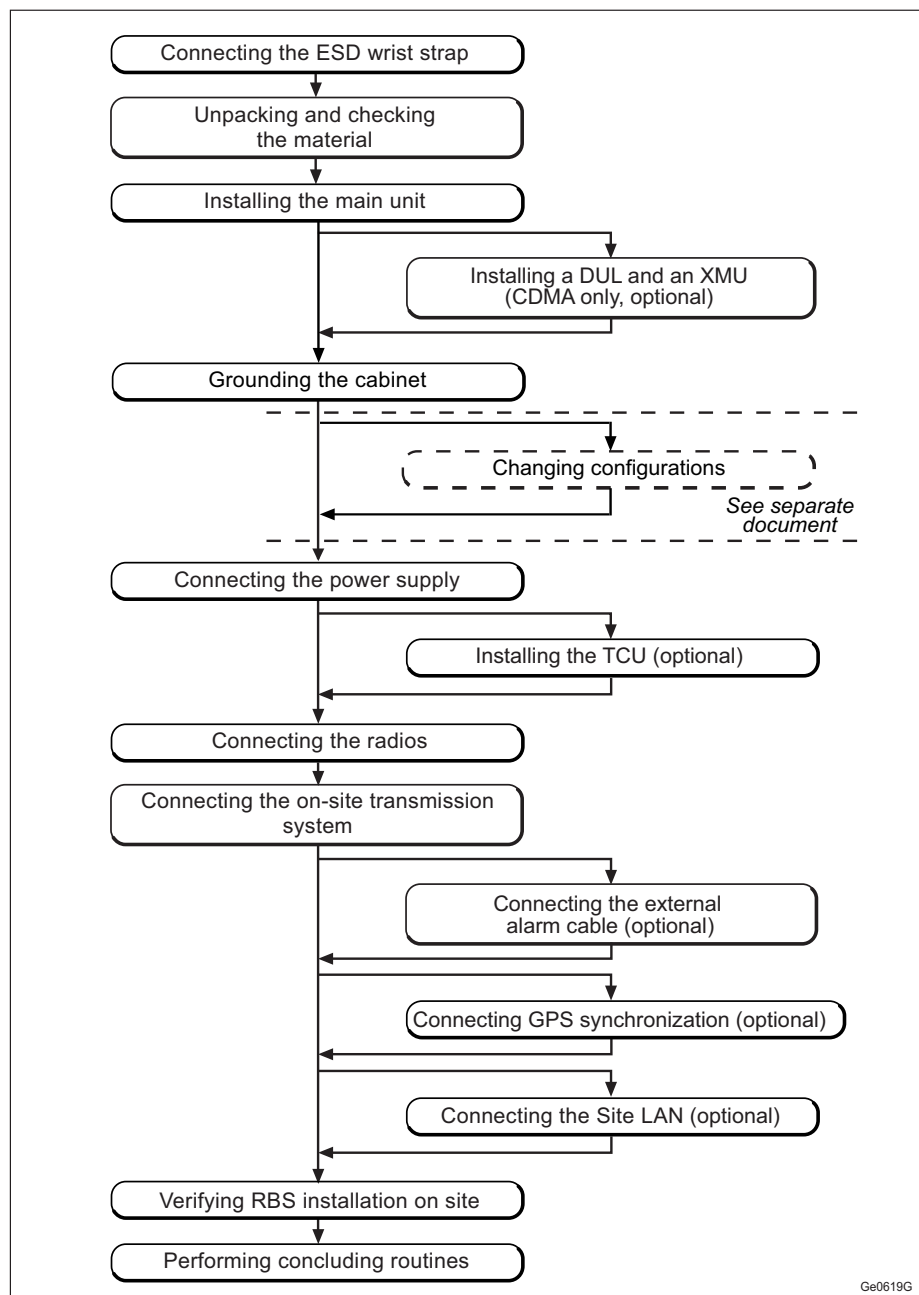 Connecting the ESD wrist strap
Unpacking and checking
the material
Installing the main unit
Installing a DUL and an XMU
(CDMA only, optional)
Grounding the cabinet
Changing configurations
See separate
document
Connecting the power supply
Installing the TCU (optional)
Connecting the radios
Connecting the on-site transmission
system
Connecting the external
alarm cable (optional)
Connecting GPS synchronization (optional)
Connecting the Site LAN (optional)
Verifying RBS installation on site
Performing concluding routines
Ge0619G